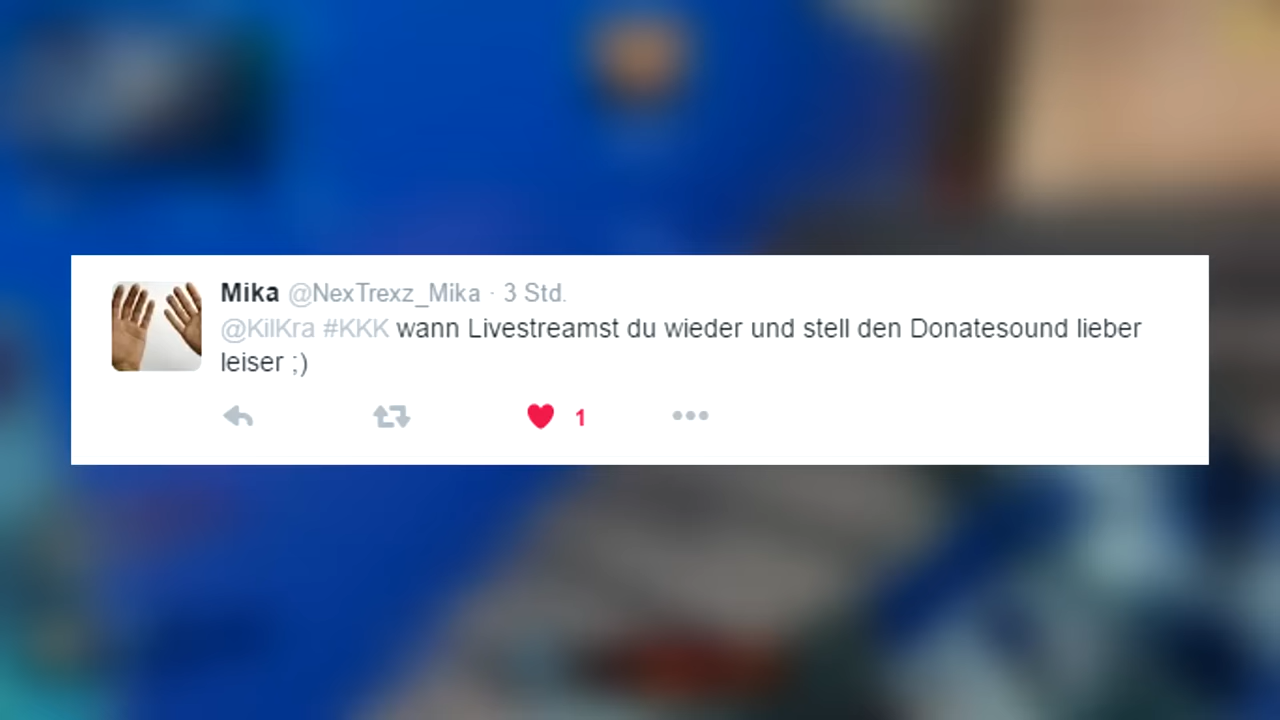 Mika @NexTrexz_Mika · 3 Std.
@KilKra #KKK wann Livestreamst du wieder und stell den Donatesound lieber
leiser ;)
1